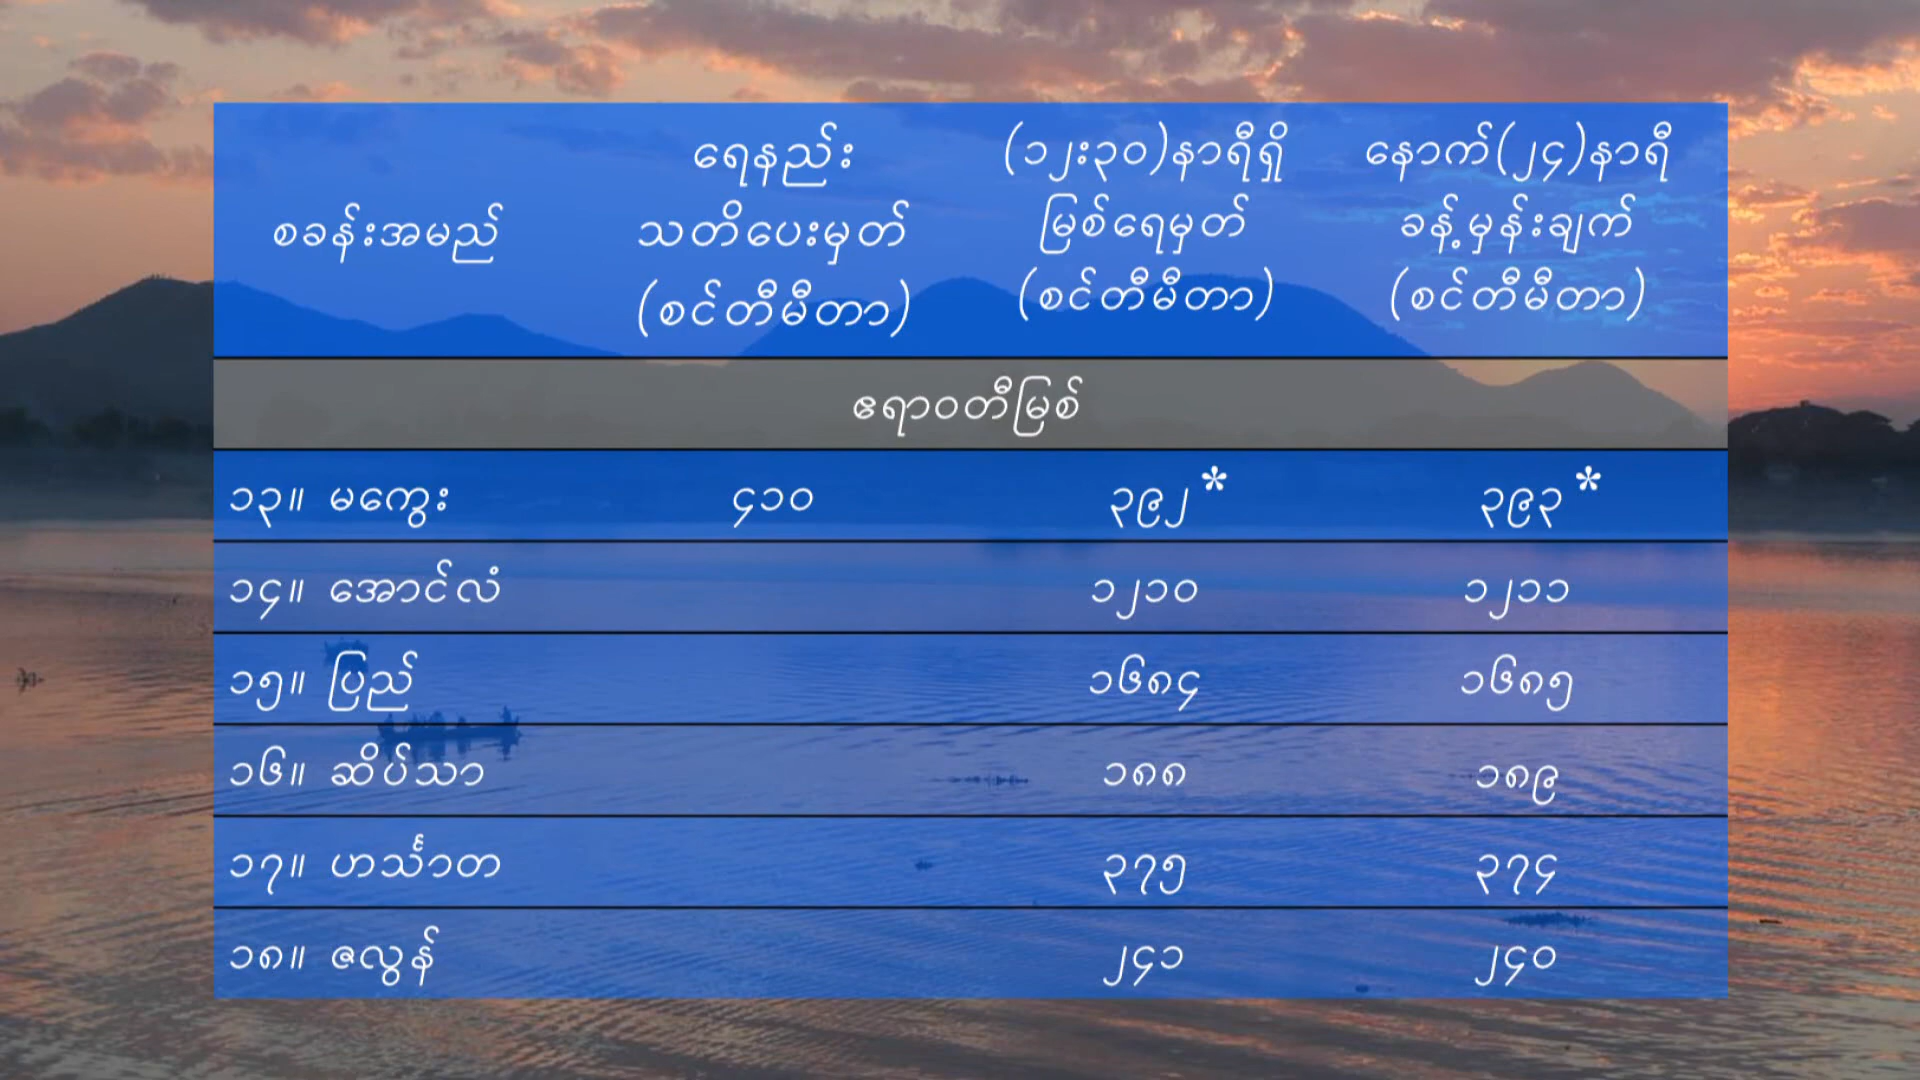 စခန်းအမည်
ရေနည်း
သတိပေးမှတ်
(စင်တီမီတာ)
(၁၂း၃၀)နာရီရှိ
မြစ်ရေမှတ်
(စင်တီမီတာ)
နောက်(၂၄)နာရီ
ခန့်မှန်းချက်
(စင်တီမီတာ)
ဧရာဝတီမြစ်
၁၃။ မကွေး ၄၁၀ ၃၉၂* ၃၉၃*
၁၄။ အောင်လံ ၁၂၁၀ ၁၂၁၁
၁၅။ ပြည် ၁၆၈၄ ၁၆၈၅
၁၆။ ဆိပ်သာ ၁၈၈ ၁၈၉
၁၇။ ဟင်္သာတ ၃၇၅ ၃၇၄
၁၈။ ဇလွန် ၂၄၁ ၂၄၀